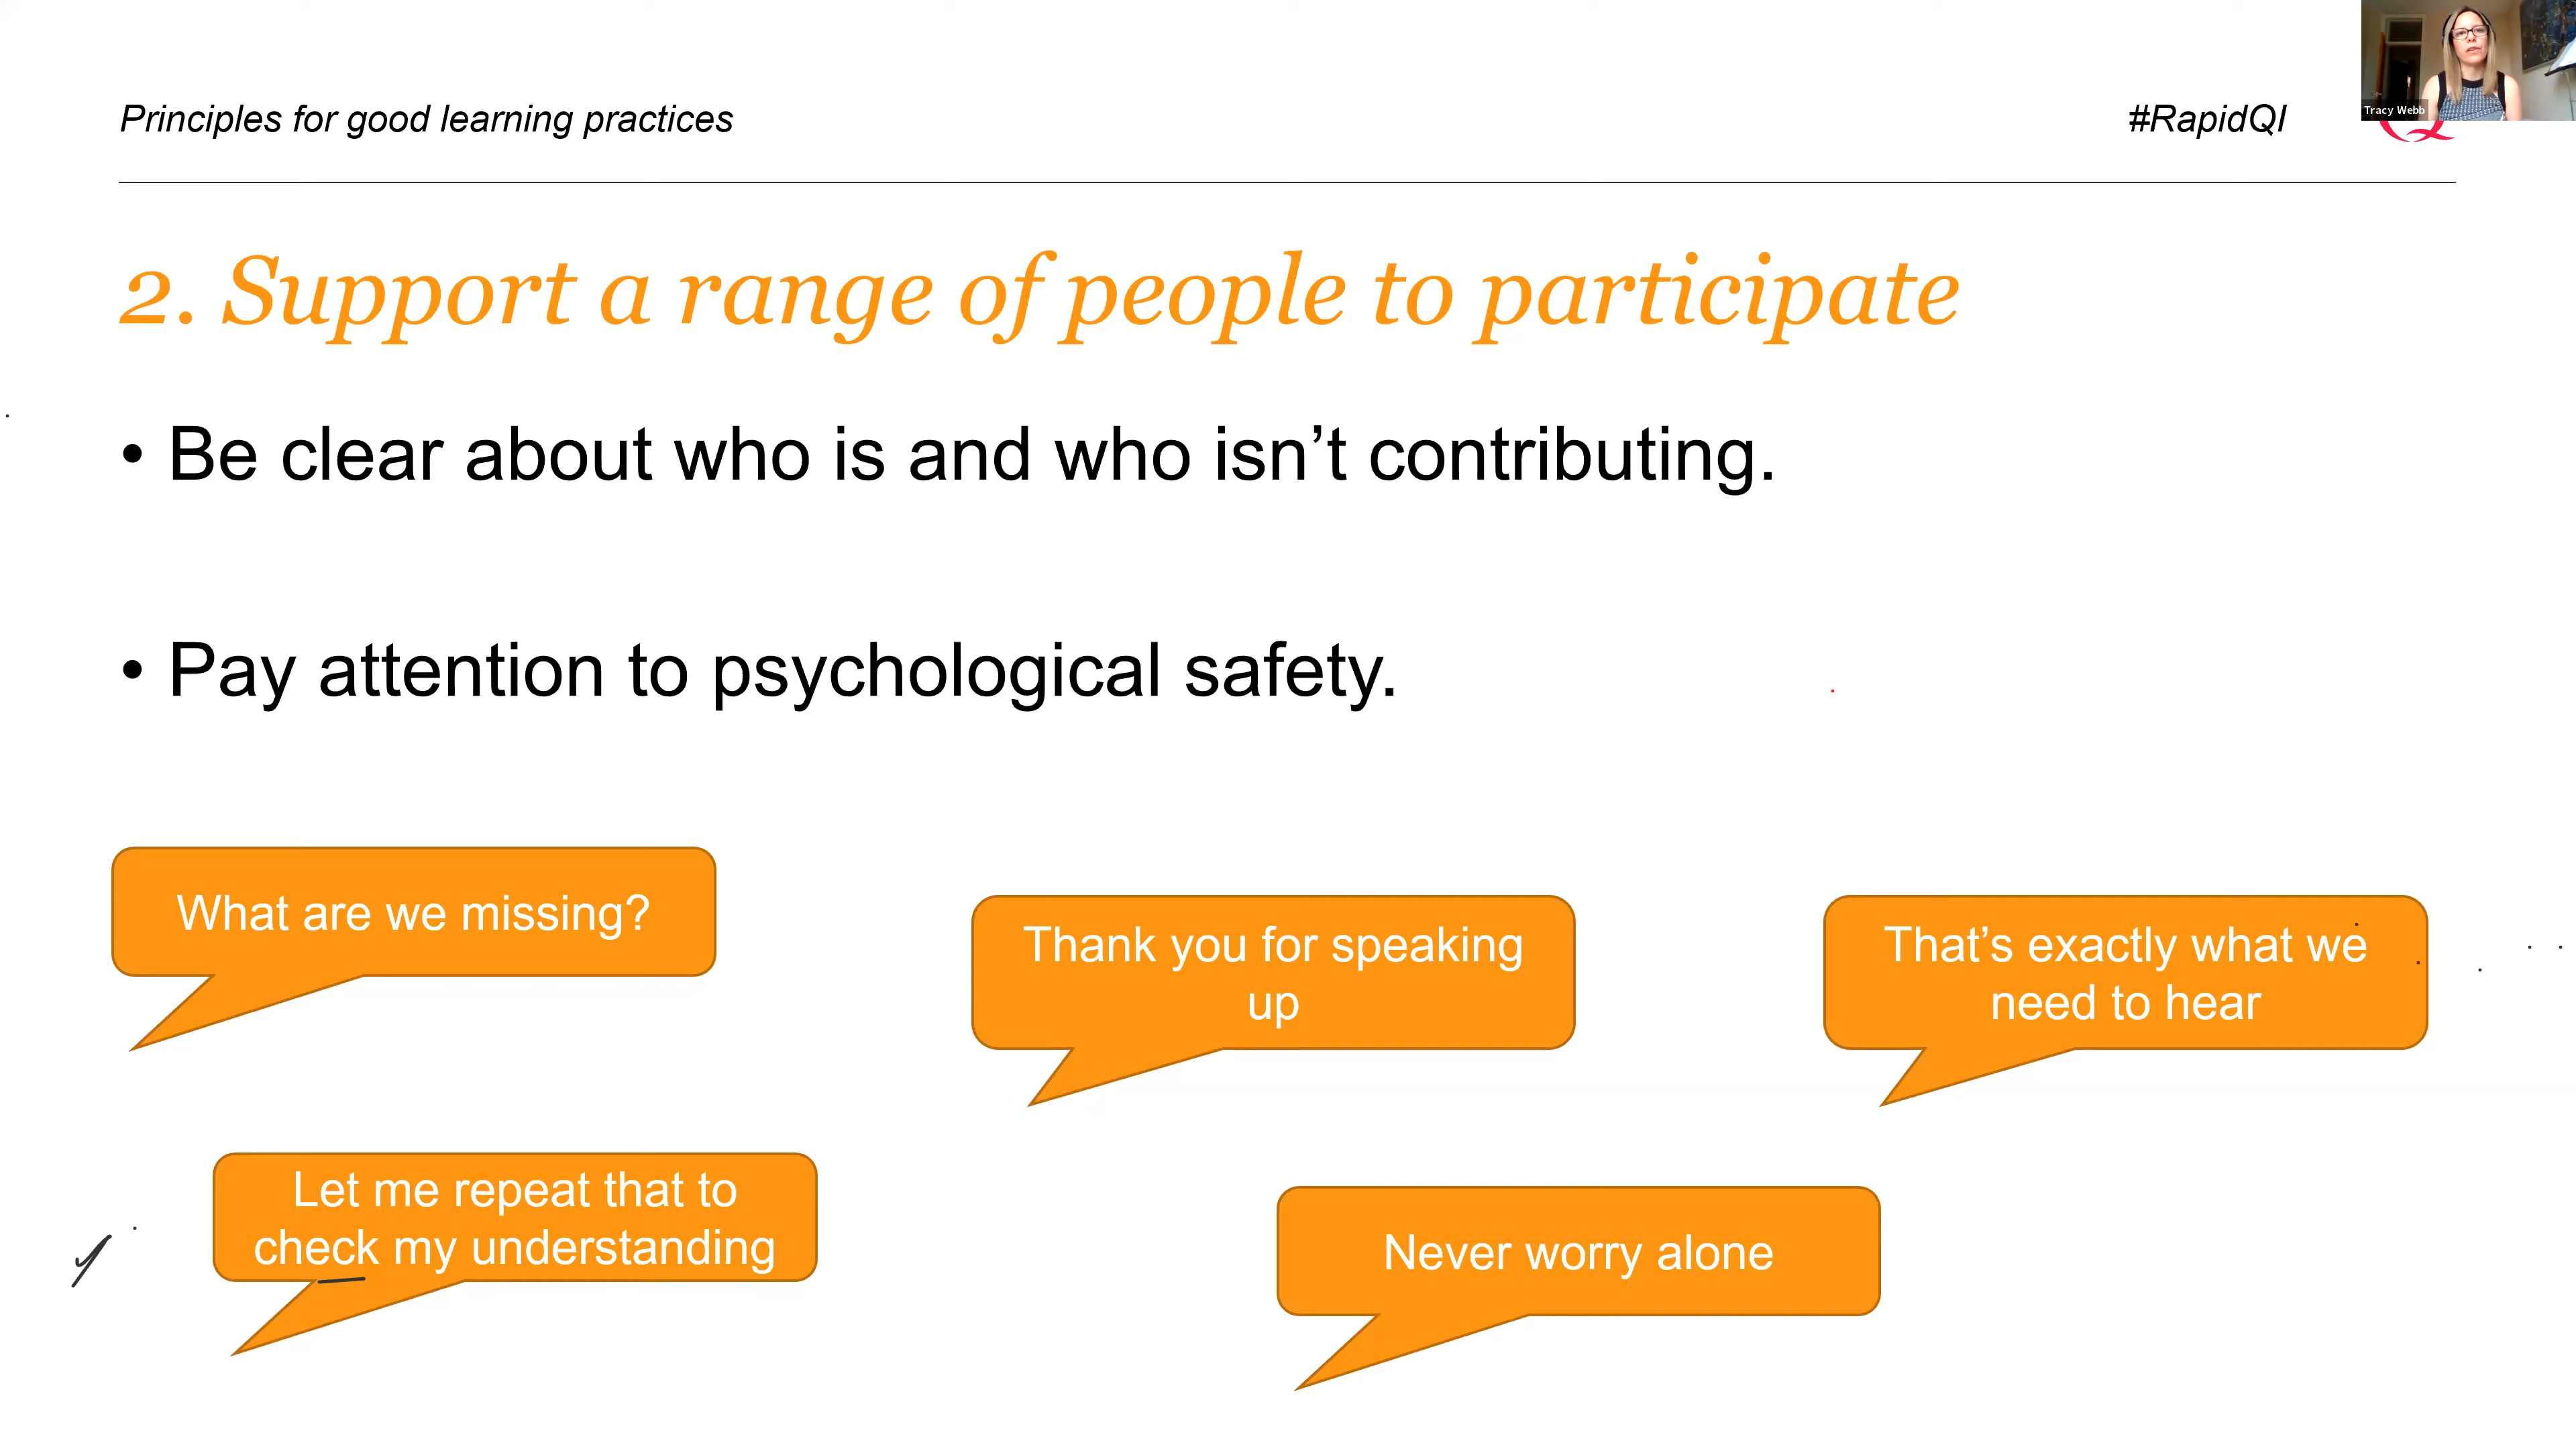 Principles for good learning practices
#RapidQI
Tracy Webb
2. Support a range of people to participate
• Be clear about who is and who isn’t contributing.
• Pay attention to psychological safety.
What are we missing?
Thank you for speaking
up
That’s exactly what we
need to hear
Let me repeat that to
check my understanding
Never worry alone